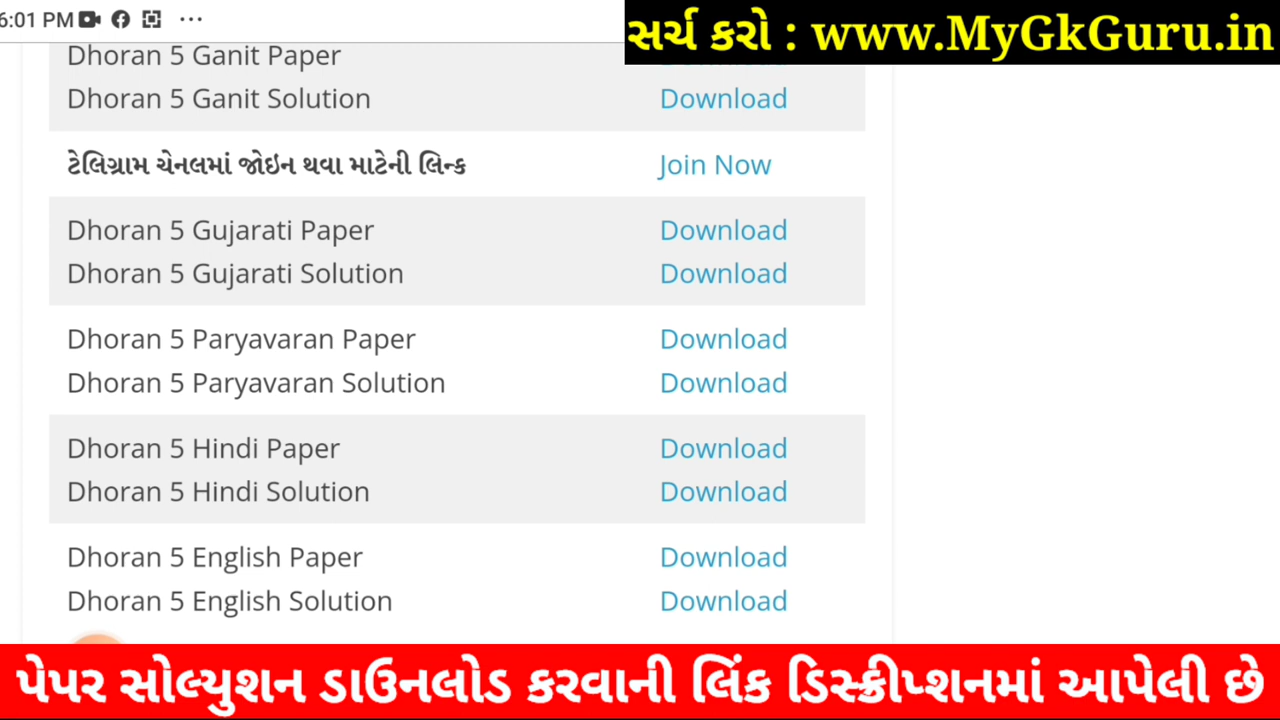 6:01 PM
સર્ચ કરો : www.MyGkGuru.in
Dhoran 5 Ganit Paper
Dhoran 5 Ganit Solution Download
ટેલિગ્રામ ચેનલમાં જોઇન થવા માટેની લિન્ક Join Now
Dhoran 5 Gujarati Paper Download
Dhoran 5 Gujarati Solution Download
Dhoran 5 Paryavaran Paper Download
Dhoran 5 Paryavaran Solution Download
Dhoran 5 Hindi Paper Download
Dhoran 5 Hindi Solution Download
Dhoran 5 English Paper Download
Dhoran 5 English Solution Download
પેપર સોલ્યુશન ડાઉનલોડ કરવાની લિંક ડિસ્ક્રીપ્શનમાં આપેલી છે